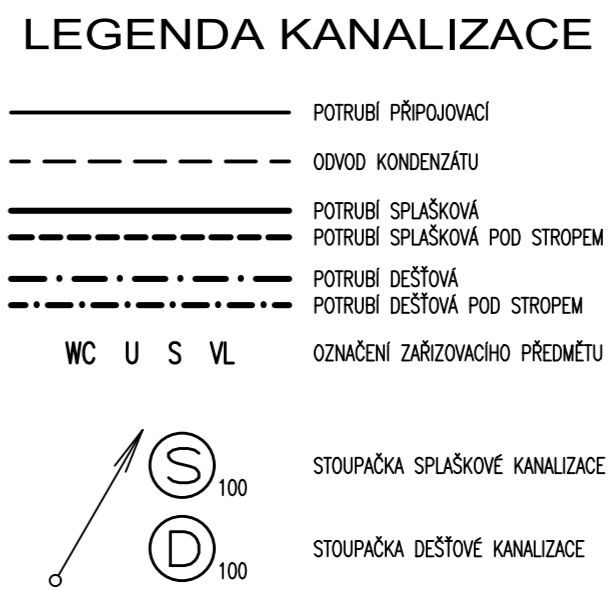 LEGENDA KANALIZACE
POTRUBÍ PŘIPOJOVACÍ
ODVOD KONDENZÁTU
POTRUBÍ SPLAŠKOVÁ
POTRUBÍ SPLAŠKOVÁ POD STROPEM
POTRUBÍ DEŠŤOVÁ
POTRUBÍ DEŠŤOVÁ POD STROPEM
WC U S VL OZNAČENÍ ZAŘIZOVACÍHO PŘEDMĚTU
S 100 STOUPAČKA SPLAŠKOVÉ KANALIZACE
D 100 STOUPAČKA DEŠŤOVÉ KANALIZACE